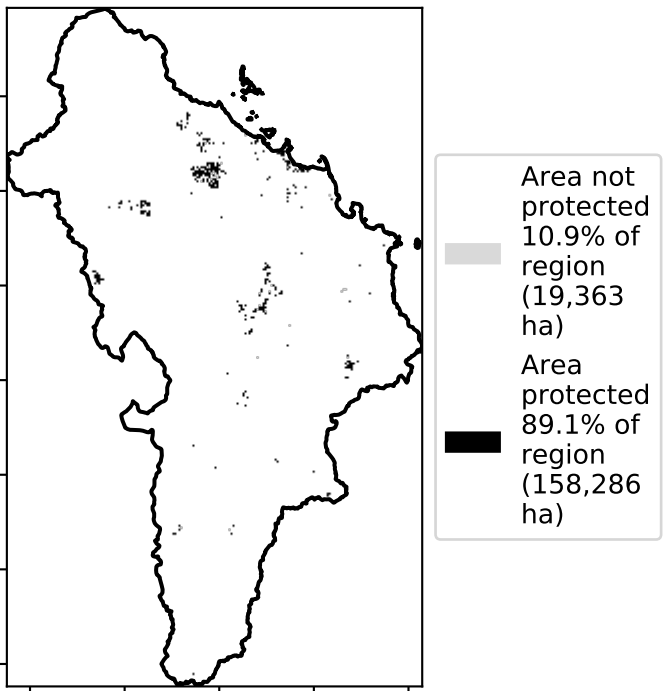 Area not
protected
10.9% of
region
(19,363
ha)
Area
protected
89.1% of
region
(158,286
ha)